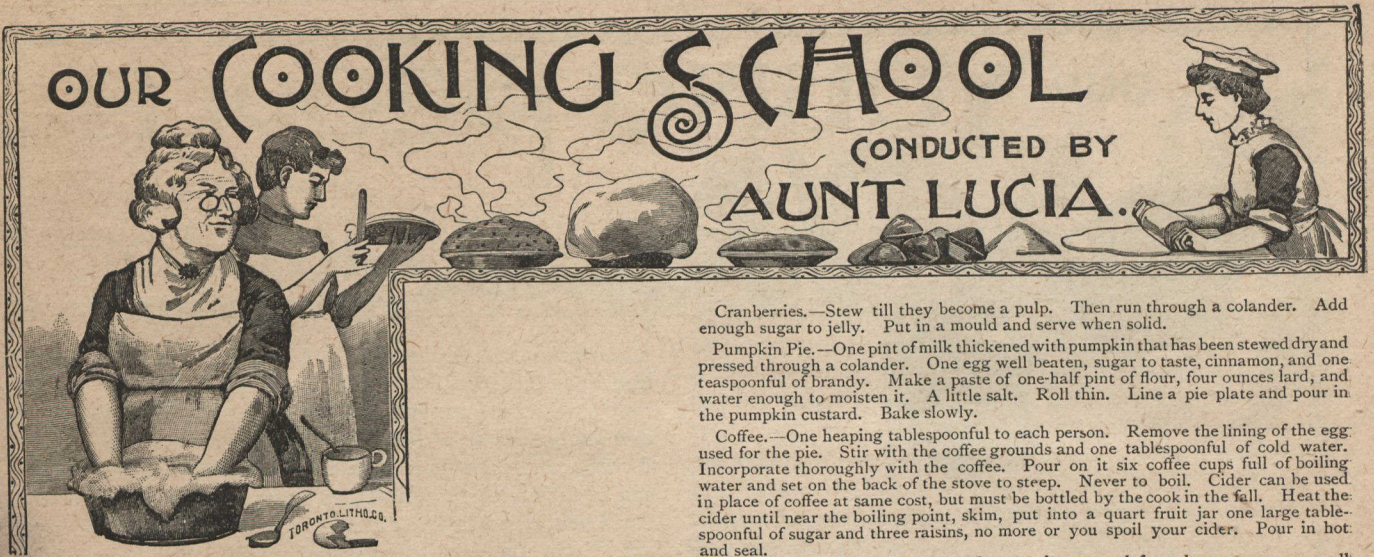 OUR COOKING SCHOOL
CONDUCTED BY
AUNT LUCIA.
TORONTO. LITHO. CO.
Cranberries.—Stew till they become a pulp. Then run through a colander. Add
enough sugar to jelly. Put in a mould and serve when solid.
Pumpkin Pie.—One pint of milk thickened with pumpkin that has been stewed dry and
pressed through a colander. One egg well beaten, sugar to taste, cinnamon, and one
teaspoonful of brandy. Make a paste of one-half pint of flour, four ounces lard, and
water enough to moisten it. A little salt. Roll thin. Line a pie plate and pour in
the pumpkin custard. Bake slowly.
Coffee.—One heaping tablespoonful to each person. Remove the lining of the egg
used for the pie. Stir with the coffee grounds and one tablespoonful of cold water.
Incorporate thoroughly with the coffee. Pour on it six coffee cups full of boiling
water and set on the back of the stove to steep. Never to boil. Cider can be used
in place of coffee at same cost, but must be bottled by the cook in the fall. Heat the
cider until near the boiling point, skim, put into a quart fruit jar one large table-
spoonful of sugar and three raisins, no more or you spoil your cider. Pour in hot
and seal.